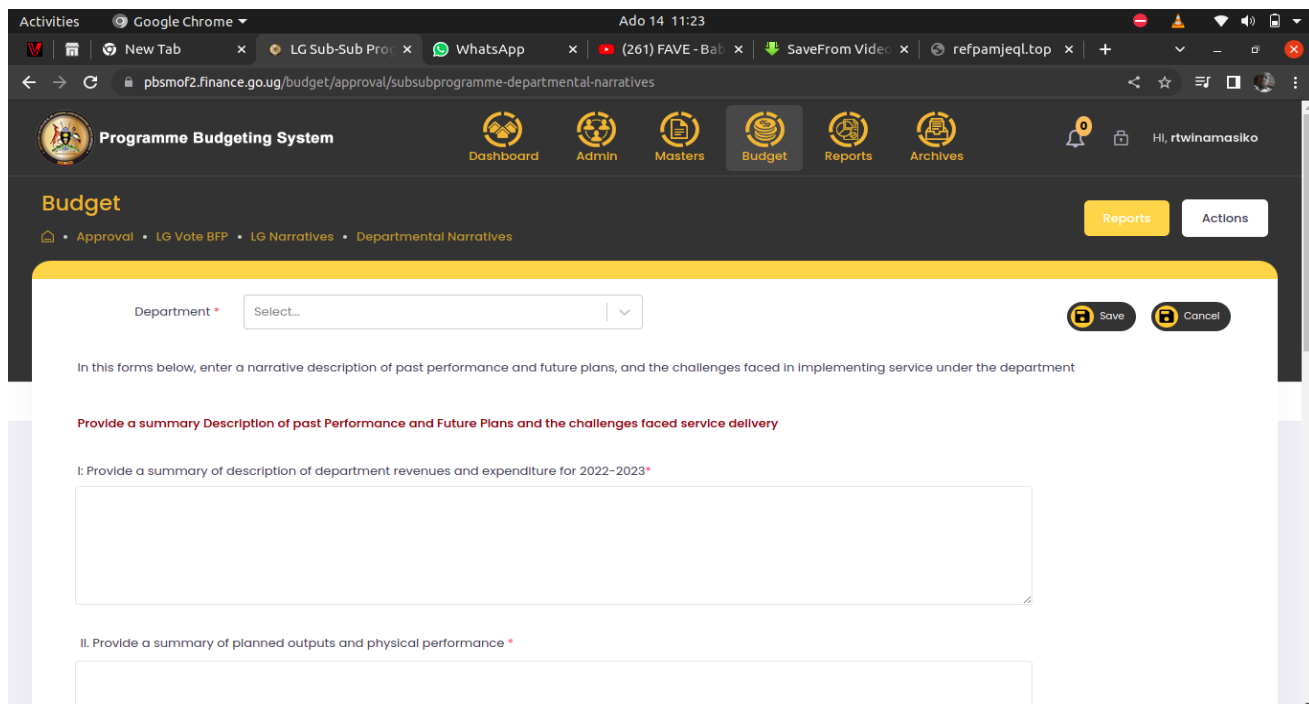 Activities Google Chrome Ado 14 11:23
New Tab LG Sub-Sub Prog WhatsApp (261) FAVE - Bab SaveFrom Video refpamjeql.top
pbsmof2.finance.go.ug/budget/approval/subsubprogramme-departmental-narratives
Programme Budgeting System
Dashboard Admin Masters Budget Reports Archives
0
Hi, rtwinamasiko
Budget
Reports Actions
• Approval • LG Vote BFP • LG Narratives • Departmental Narratives
Department * Select... Save Cancel
In this forms below, enter a narrative description of past performance and future plans, and the challenges faced in implementing service under the department
Provide a summary Description of past Performance and Future Plans and the challenges faced service delivery
I: Provide a summary of description of department revenues and expenditure for 2022-2023*
II. Provide a summary of planned outputs and physical performance *